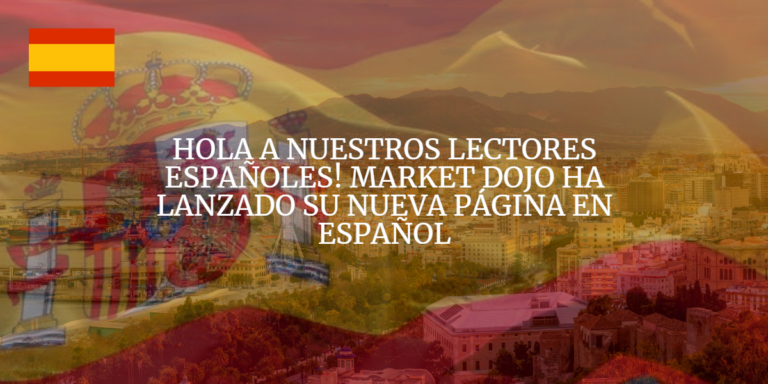 HOLA A NUESTROS LECTORES
ESPAÑOLES! MARKET DOJO HA
LANZADO SU NUEVA PÁGINA EN
ESPAÑOL